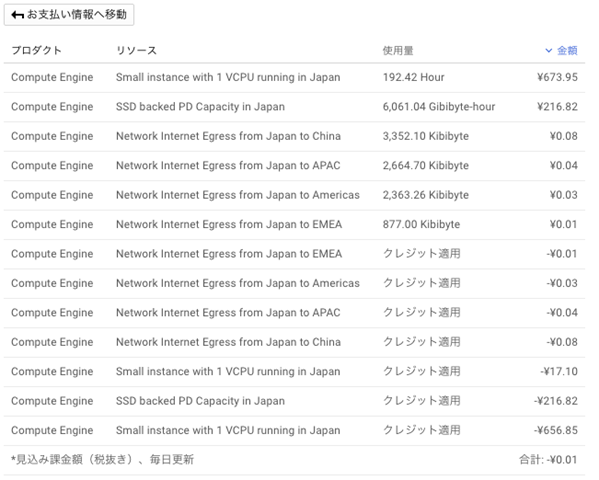 お支払い情報へ移動
プロダクト リソース 使用量 金額
Compute Engine Small instance with 1 VCPU running in Japan 192.42 Hour ¥673.95
Compute Engine SSD backed PD Capacity in Japan 6,061.04 Gibibyte-hour ¥216.82
Compute Engine Network Internet Egress from Japan to China 3,352.10 Kibibyte ¥0.08
Compute Engine Network Internet Egress from Japan to APAC 2,664.70 Kibibyte ¥0.04
Compute Engine Network Internet Egress from Japan to Americas 2,363.26 Kibibyte ¥0.03
Compute Engine Network Internet Egress from Japan to EMEA 877.00 Kibibyte ¥0.01
Compute Engine Network Internet Egress from Japan to EMEA クレジット適用 -¥0.01
Compute Engine Network Internet Egress from Japan to Americas クレジット適用 -¥0.03
Compute Engine Network Internet Egress from Japan to APAC クレジット適用 -¥0.04
Compute Engine Network Internet Egress from Japan to China クレジット適用 -¥0.08
Compute Engine Small instance with 1 VCPU running in Japan クレジット適用 -¥17.10
Compute Engine SSD backed PD Capacity in Japan クレジット適用 -¥216.82
Compute Engine Small instance with 1 VCPU running in Japan クレジット適用 -¥656.85
*見込み課金額（税抜き）、毎日更新 合計: -¥0.01